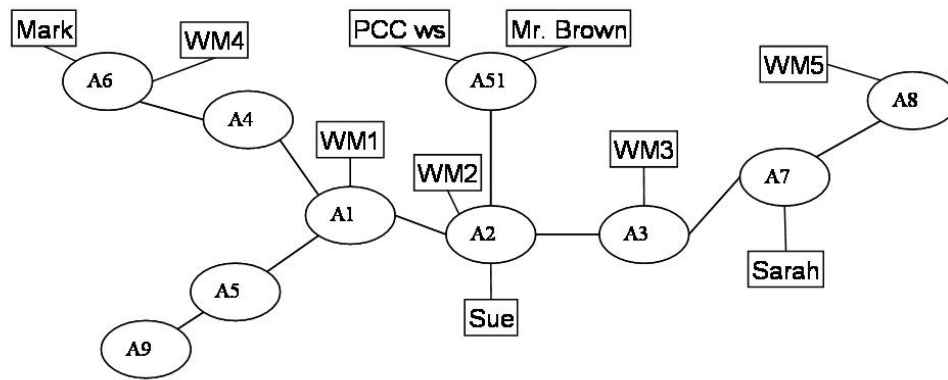 Mark
WM4
PCC ws
Mr. Brown
A6
A51
WM5
A8
A4
WM1
WM3
WM2
A7
A1
A2
A3
Sarah
A5
Sue
A9